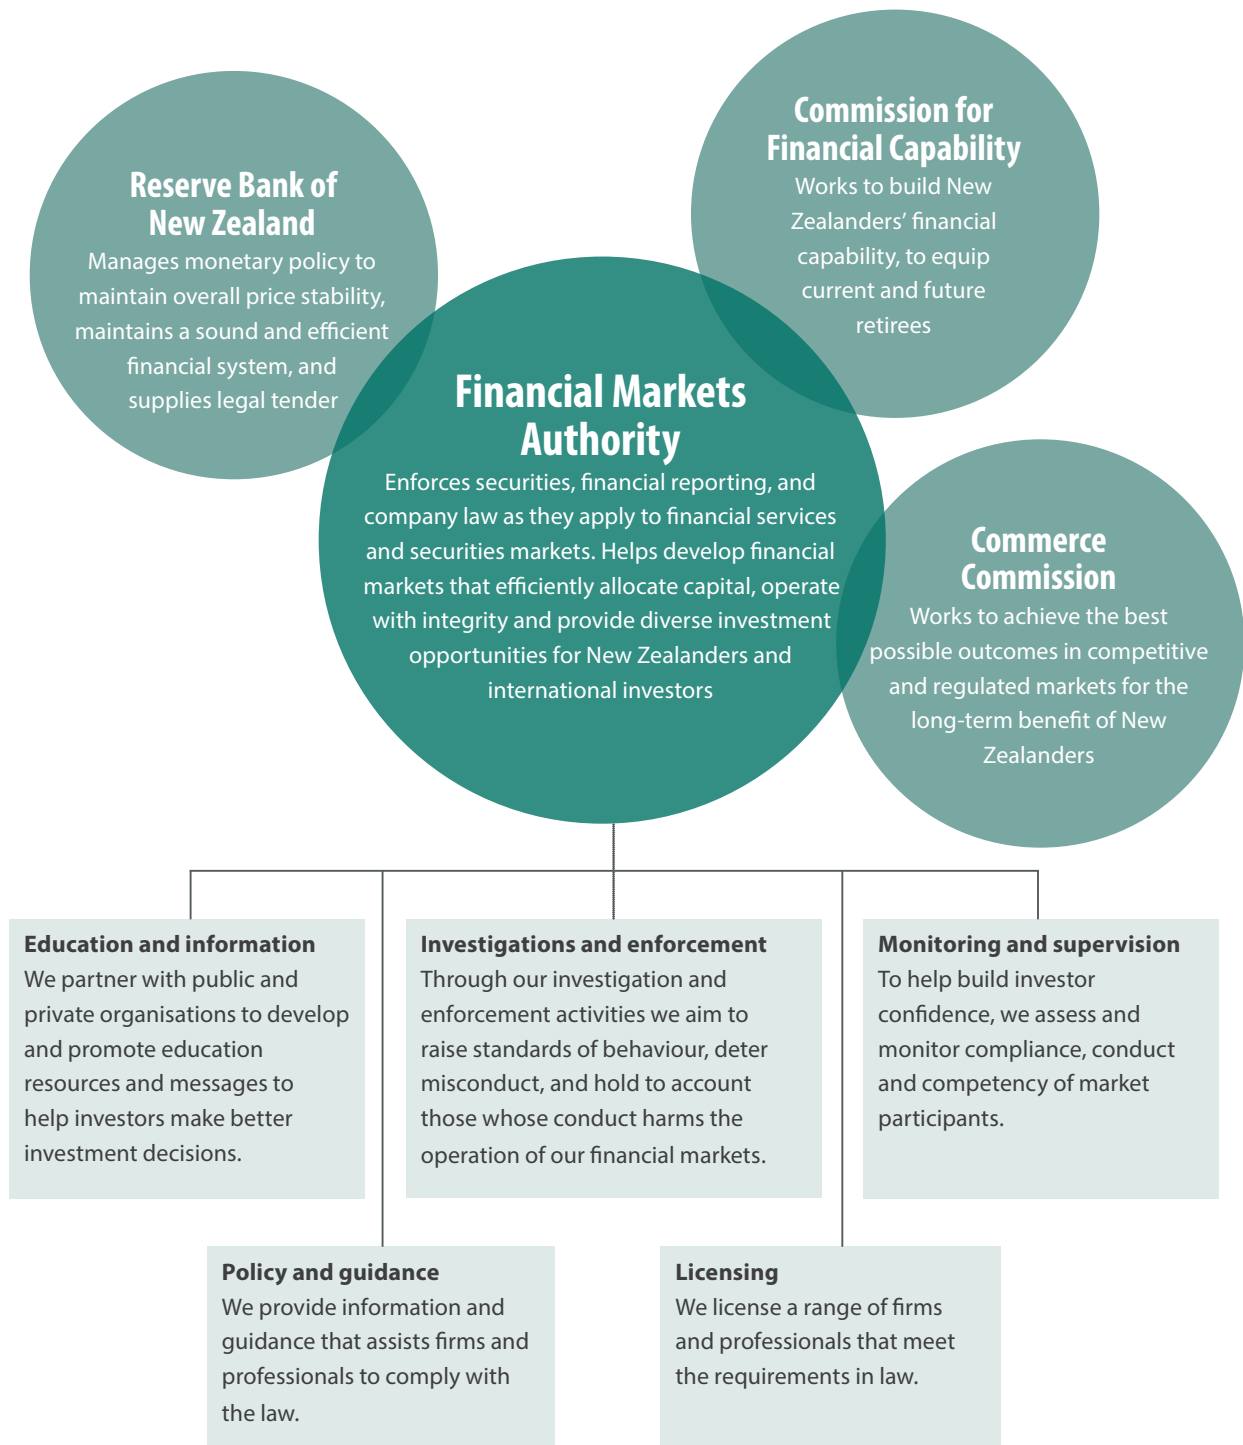 Commission for
Financial Capability
Works to build New
Zealanders’ financial
capability, to equip
current and future
retirees
Reserve Bank of
New Zealand
Manages monetary policy to
maintain overall price stability,
maintains a sound and efficient
financial system, and
supplies legal tender
Financial Markets
Authority
Enforces securities, financial reporting, and
company law as they apply to financial services
and securities markets. Helps develop financial
markets that efficiently allocate capital, operate
with integrity and provide diverse investment
opportunities for New Zealanders and
international investors
Commerce
Commission
Works to achieve the best
possible outcomes in competitive
and regulated markets for the
long-term benefit of New
Zealanders
Education and information
We partner with public and
private organisations to develop
and promote education
resources and messages to
help investors make better
investment decisions.
Investigations and enforcement
Through our investigation and
enforcement activities we aim to
raise standards of behaviour, deter
misconduct, and hold to account
those whose conduct harms the
operation of our financial markets.
Monitoring and supervision
To help build investor
confidence, we assess and
monitor compliance, conduct
and competency of market
participants.
Policy and guidance
We provide information and
guidance that assists firms and
professionals to comply with
the law.
Licensing
We license a range of firms
and professionals that meet
the requirements in law.